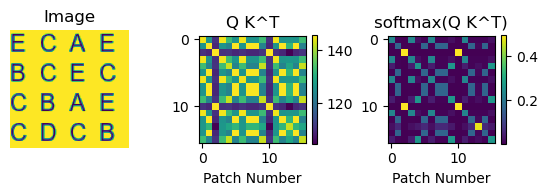 Image
E C A E
B C E C
C B A E
C D C B
Q K^T
0
10
0
10
Patch Number
140
120
softmax(Q K^T)
0
10
0
10
Patch Number
0.4
0.2